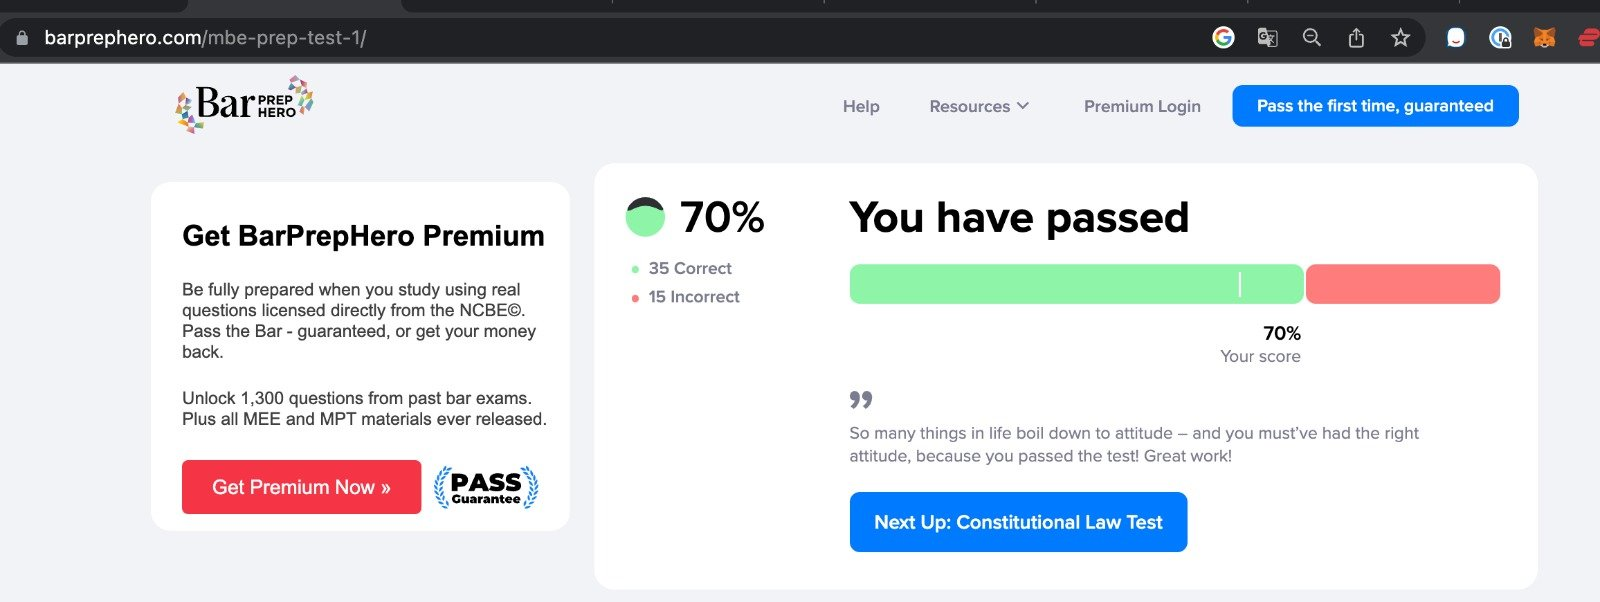 barprephero.com/mbe-prep-test-1/
Bar PREP HERO
Help
Resources
Premium Login
Pass the first time, guaranteed
Get BarPrepHero Premium
Be fully prepared when you study using real
questions licensed directly from the NCBE©.
Pass the Bar - guaranteed, or get your money
back.
Unlock 1,300 questions from past bar exams.
Plus all MEE and MPT materials ever released.
Get Premium Now »
PASS
Guarantee
70%
35 Correct
15 Incorrect
You have passed
70%
Your score
”
So many things in life boil down to attitude – and you must’ve had the right
attitude, because you passed the test! Great work!
Next Up: Constitutional Law Test